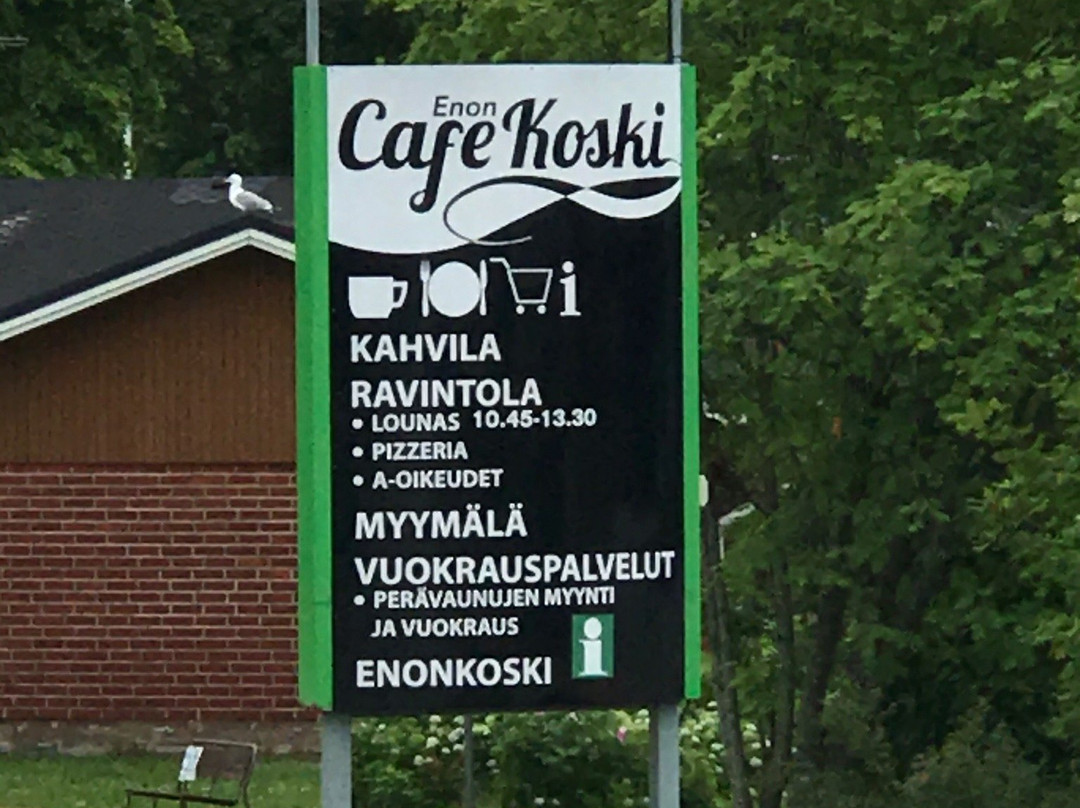 Enon
Cafe Koski
KAHVILA
RAVINTOLA
• LOUNAS 10.45-13.30
• PIZZERIA
• A-OIKEUDET
MYYMÄLÄ
VUOKRAUSPALVELUT
• PERÄVAUNUJEN MYYNTI
JA VUOKRAUS
ENONKOSKI i